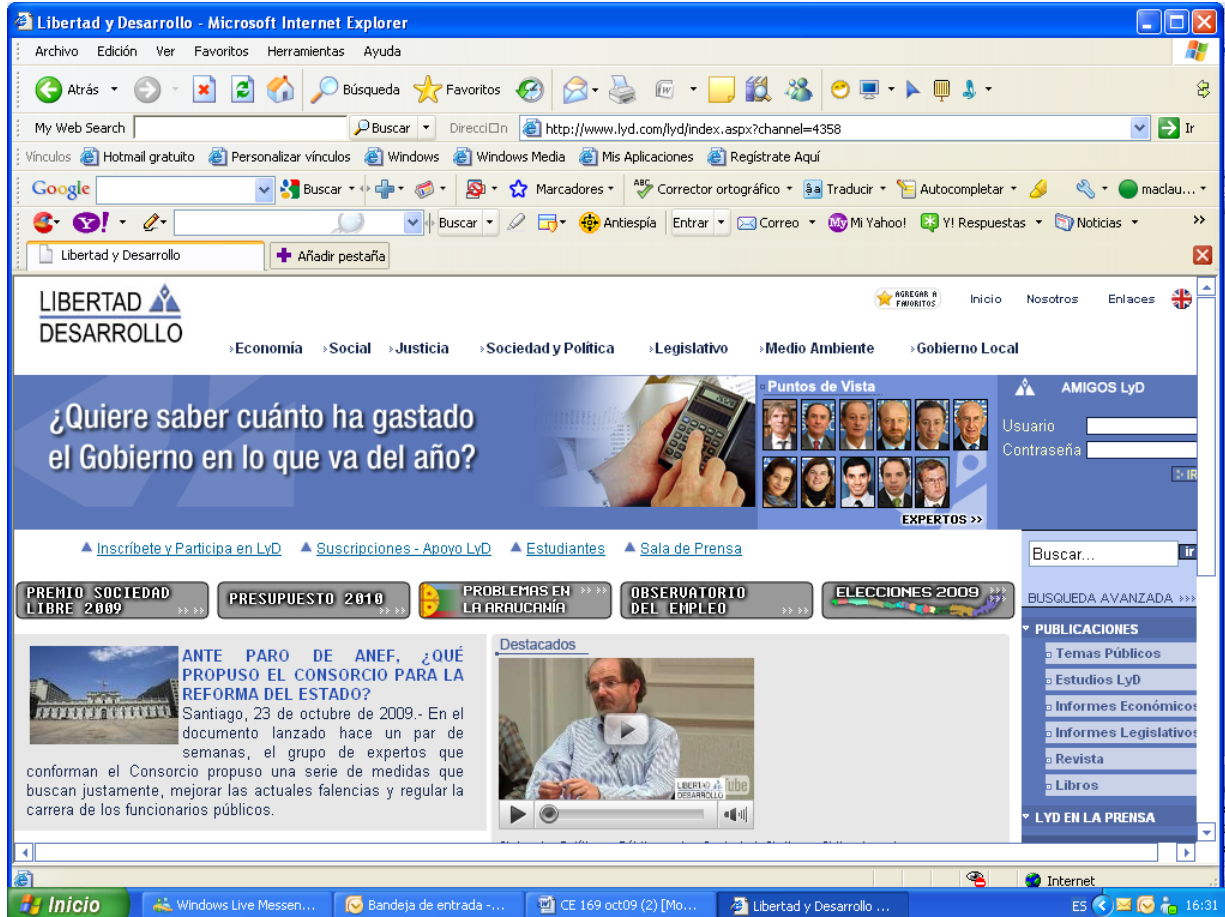 Libertad y Desarrollo - Microsoft Internet Explorer
Archivo Edición Ver Favoritos Herramientas Ayuda
Atrás Búsqueda Favoritos
My Web Search Buscar Direcci□n http://www.lyd.com/lyd/index.aspx?channel=4358 Ir
Vínculos Hotmail gratuito Personalizar vínculos Windows Windows Media Mis Aplicaciones Regístrate Aquí
Google Buscar Marcadores Corrector ortográfico Traducir Autocompletar maclau...
Y! Buscar Antiespía Entrar Correo Mi Yahoo! Y! Respuestas Noticias
Libertad y Desarrollo Añadir pestaña
LIBERTAD
DESARROLLO
AGREGAR A
FAVORITOS
Inicio Nosotros Enlaces
Economía Social Justicia Sociedad y Política Legislativo Medio Ambiente Gobierno Local
¿Quiere saber cuánto ha gastado
el Gobierno en lo que va del año?
Puntos de Vista
EXPERTOS >>
AMIGOS LyD
Usuario
Contraseña
IR
Inscríbete y Participa en LyD Suscripciones - Apoyo LyD Estudiantes Sala de Prensa
Buscar... ir
BUSQUEDA AVANZADA >>>
PREMIO SOCIEDAD
LIBRE 2009
PRESUPUESTO 2010
PROBLEMAS EN
LA ARAUCANÍA
OBSERVATORIO
DEL EMPLEO
ELECCIONES 2009
ANTE PARO DE ANEF, ¿QUÉ
PROPUSO EL CONSORCIO PARA LA
REFORMA DEL ESTADO?
Santiago, 23 de octubre de 2009.- En el
documento lanzado hace un par de
semanas, el grupo de expertos que
conforman el Consorcio propuso una serie de medidas que
buscan justamente, mejorar las actuales falencias y regular la
carrera de los funcionarios públicos.
Destacados
LIBERTAD
DESARROLLO
Tube
PUBLICACIONES
Temas Públicos
Estudios LyD
Informes Económicos
Informes Legislativos
Revista
Libros
LYD EN LA PRENSA
Internet
Inicio Windows Live Messen... Bandeja de entrada -... CE 169 oct09 (2) [Mo... Libertad y Desarrollo ... ES 16:31